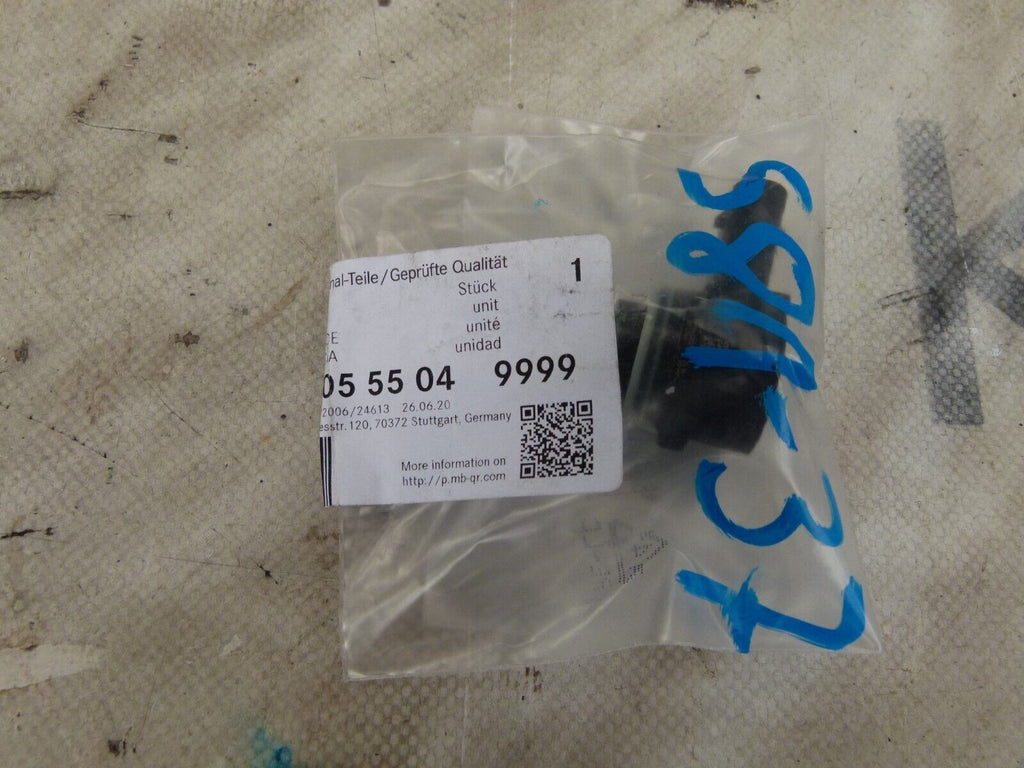 nal-Teile/Geprüfte Qualität 1
Stück
unit
CE unité
A unidad
05 55 04 9999
2006/24613 26.06.20
esstr.120, 70372 Stuttgart, Germany
More information on
http://p.mb-qr.com
K